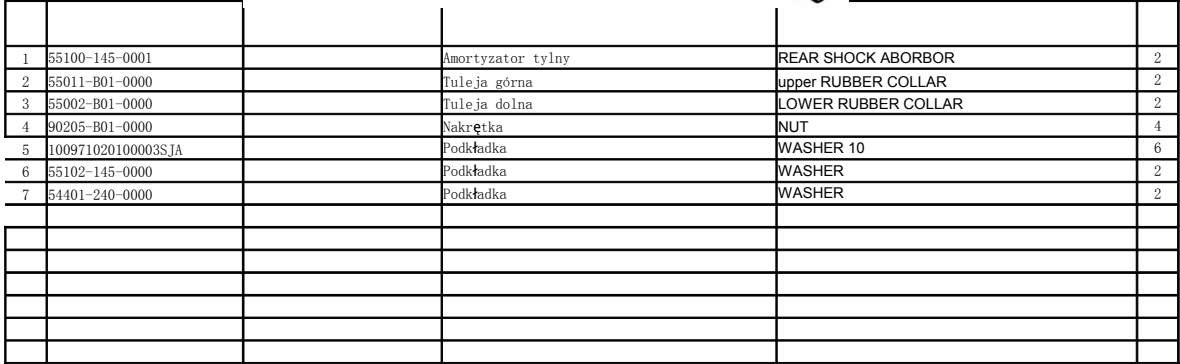 1 55100-145-0001 Amortyzator tylny REAR SHOCK ABORBOR 2
2 55011-B01-0000 Tuleja górna upper RUBBER COLLAR 2
3 55002-B01-0000 Tuleja dolna LOWER RUBBER COLLAR 2
4 90205-B01-0000 Nakrętka NUT 4
5 100971020100003SJA Podkładka WASHER 10 6
6 55102-145-0000 Podkładka WASHER 2
7 54401-240-0000 Podkładka WASHER 2